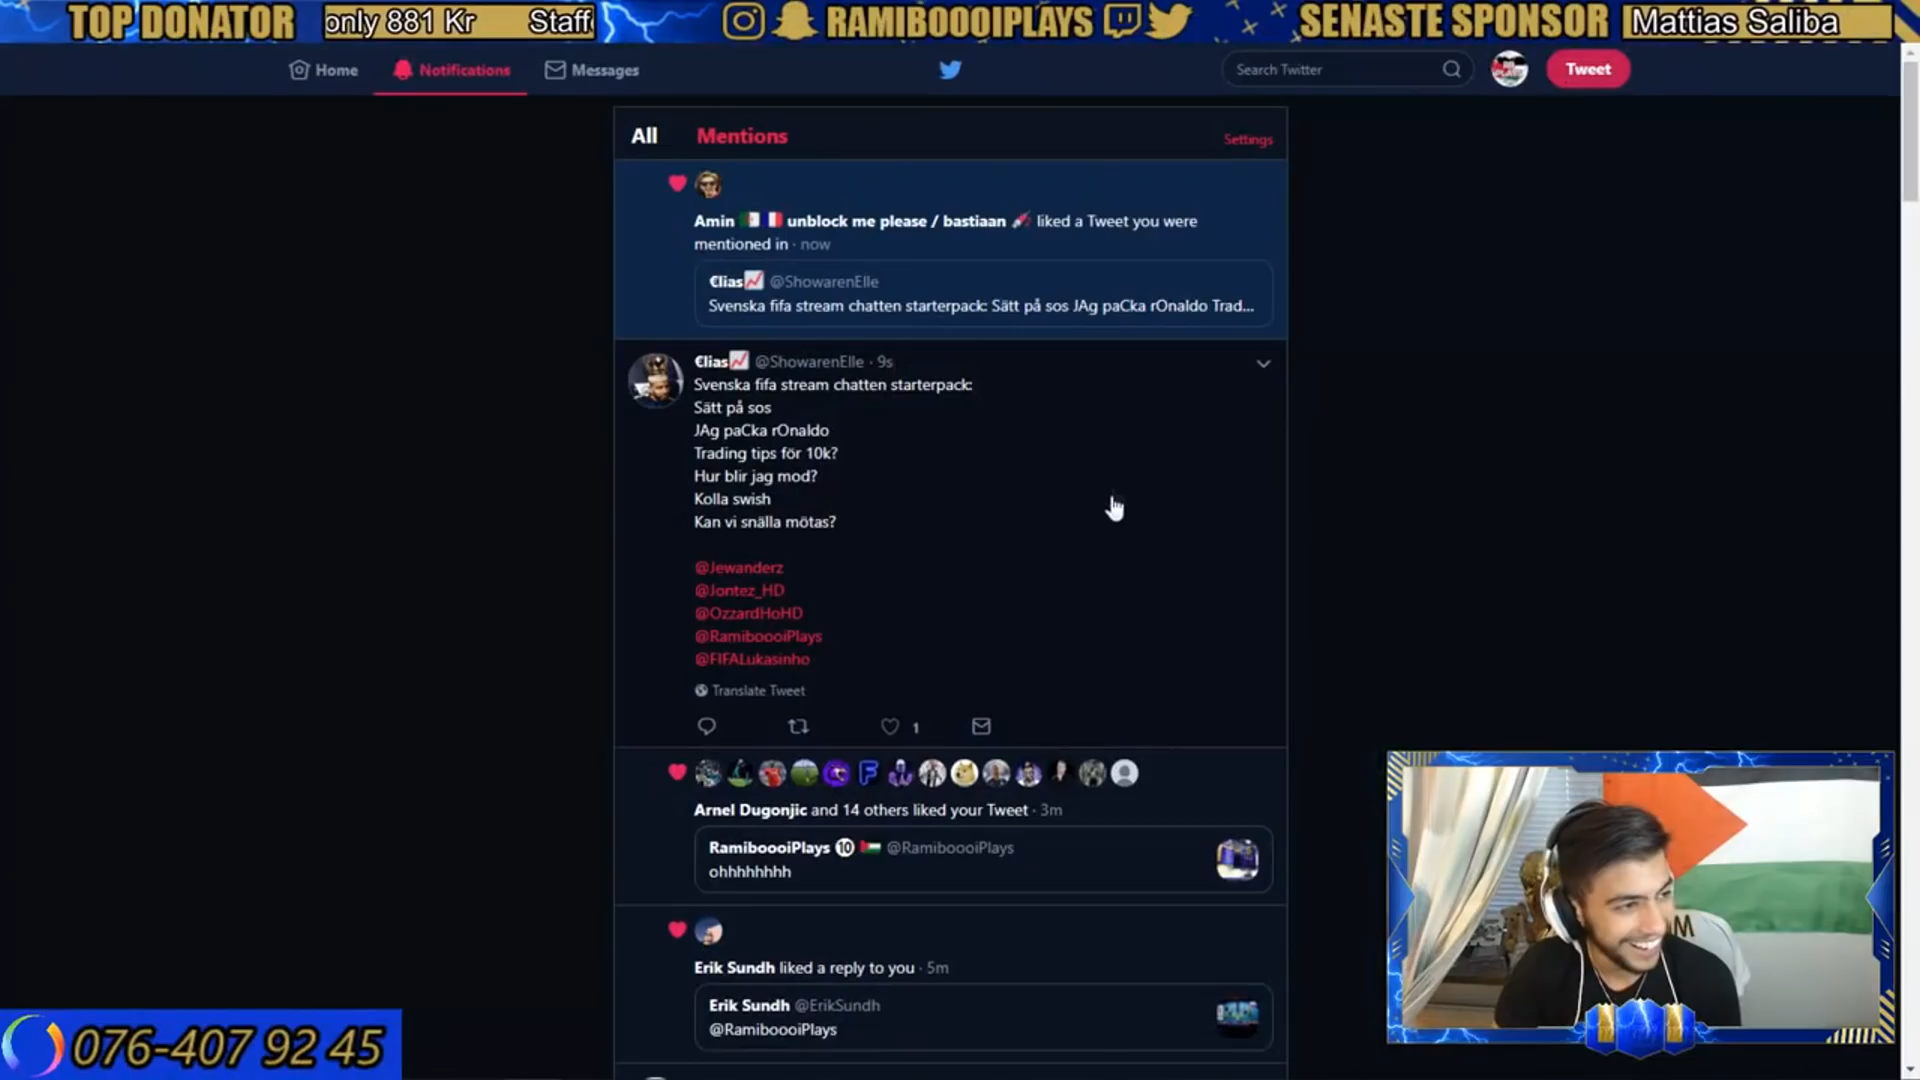 TOP DONATOR
only 881 Kr
Staff
RAMIBOOOIPLAYS
SENASTE SPONSOR
Mattias Saliba
Home
Notifications
Messages
Search Twitter
Tweet
All
Mentions
Settings
Amin unblock me please / bastiaan liked a Tweet you were
mentioned in · now
€lias @ShowarenElle
Svenska fifa stream chatten starterpack: Sätt på sos JAg paCka rOnaldo Trad...
€lias @ShowarenElle · 9s
Svenska fifa stream chatten starterpack:
Sätt på sos
JAg paCka rOnaldo
Trading tips för 10k?
Hur blir jag mod?
Kolla swish
Kan vi snälla mötas?
@Jewanderz
@Jontez_HD
@OzzardHoHD
@RamiboooiPlays
@FIFALukasinho
Translate Tweet
1
Arnel Dugonjic and 14 others liked your Tweet · 3m
RamiboooiPlays 10 @RamiboooiPlays
ohhhhhhhh
Erik Sundh liked a reply to you · 5m
Erik Sundh @ErikSundh
@RamiboooiPlays
076-407 92 45